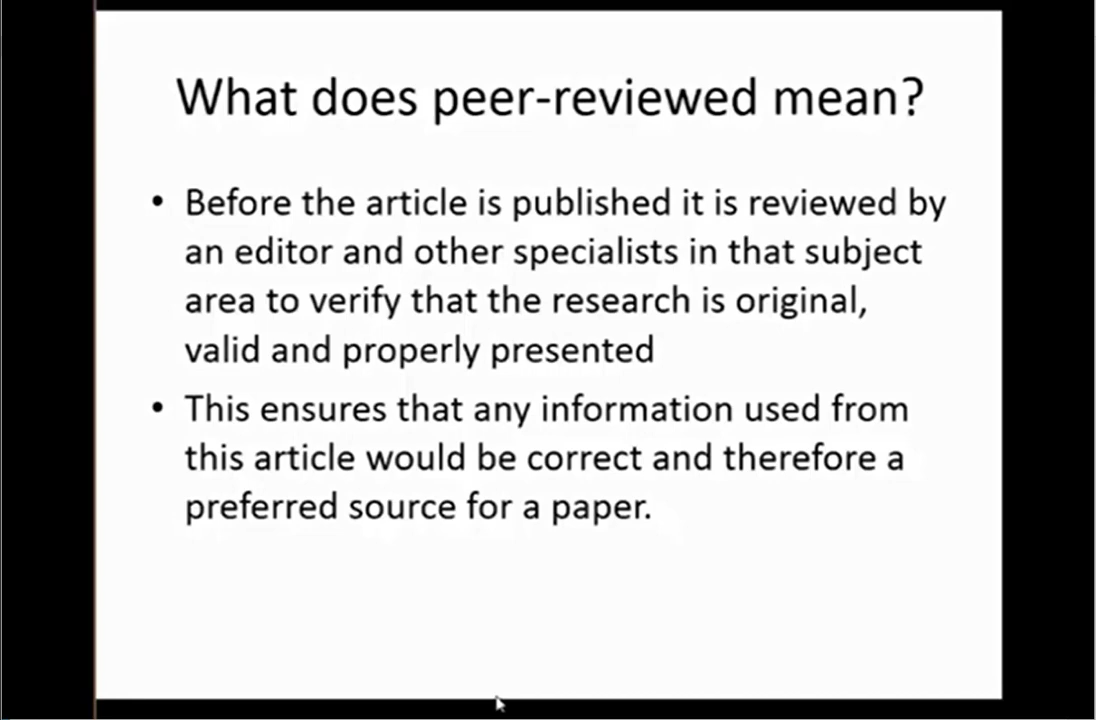 What does peer-reviewed mean?
• Before the article is published it is reviewed by
an editor and other specialists in that subject
area to verify that the research is original,
valid and properly presented
• This ensures that any information used from
this article would be correct and therefore a
preferred source for a paper.